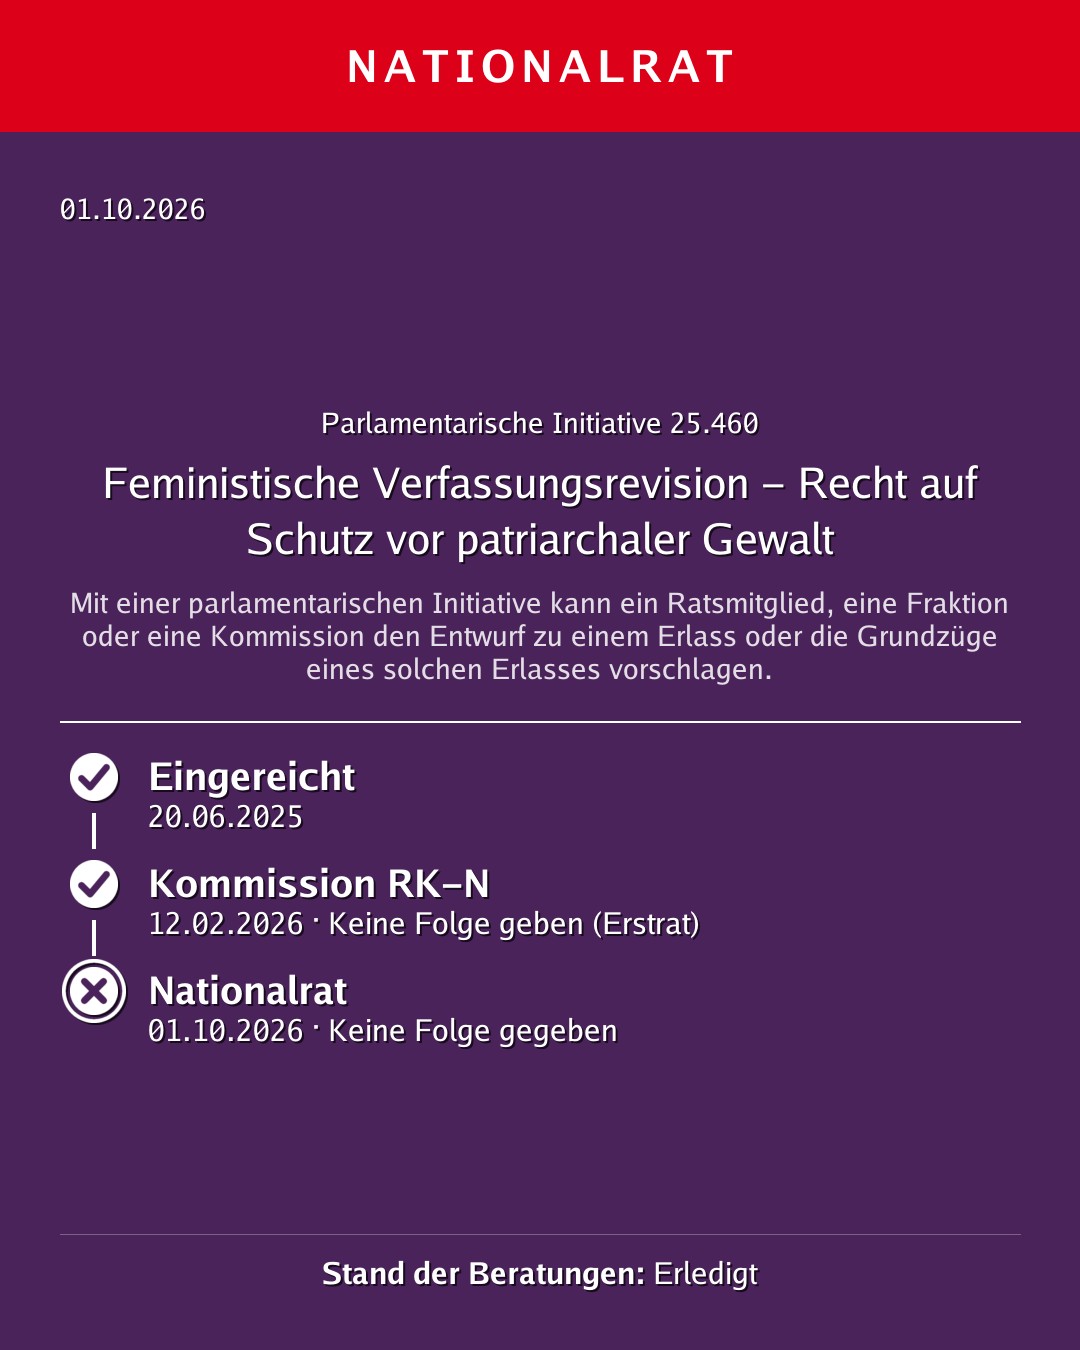 NATIONALRAT
01.10.2026
Parlamentarische Initiative 25.460
Feministische Verfassungsrevision – Recht auf
Schutz vor patriarchaler Gewalt
Mit einer parlamentarischen Initiative kann ein Ratsmitglied, eine Fraktion
oder eine Kommission den Entwurf zu einem Erlass oder die Grundzüge
eines solchen Erlasses vorschlagen.
Eingereicht
20.06.2025
Kommission RK–N
12.02.2026 · Keine Folge geben (Erstrat)
Nationalrat
01.10.2026 · Keine Folge gegeben
Stand der Beratungen: Erledigt